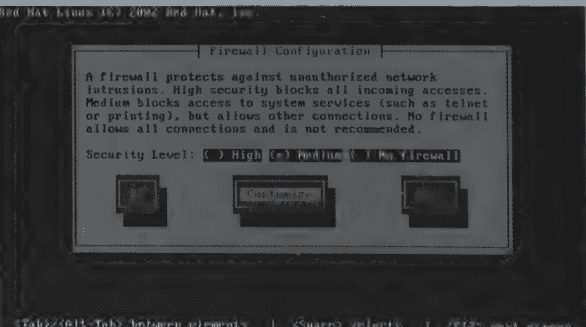 Red Hat Linux (C) 2002 Red Hat, Inc.
Firewall Configuration
A firewall protects against unauthorized network
intrusions. High security blocks all incoming accesses.
Medium blocks access to system services (such as telnet
or printing), but allows other connections. No firewall
allows all connections and is not recommended.
Security Level: ( ) High (*) Medium ( ) No firewall
Customize
<Tab>/<Alt-Tab> between elements | <Space> selects |